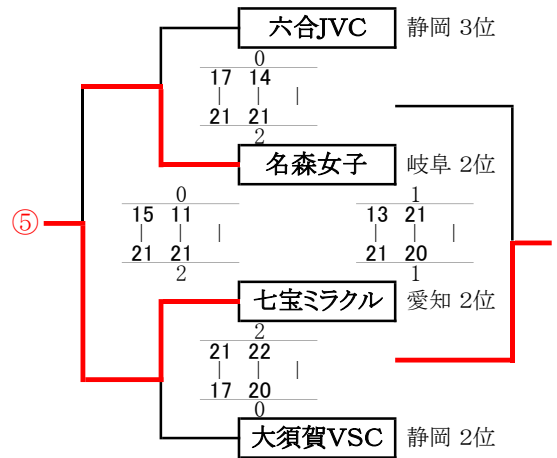 六合JVC 静岡 3位
0
17 14
| | |
21 21
2
名森女子 岐阜 2位
0 1
15 11 13 21
| | | | | |
21 21 21 20
2 1
⑤
七宝ミラクル 愛知 2位
2
21 22
| | |
17 20
0
大須賀VSC 静岡 2位